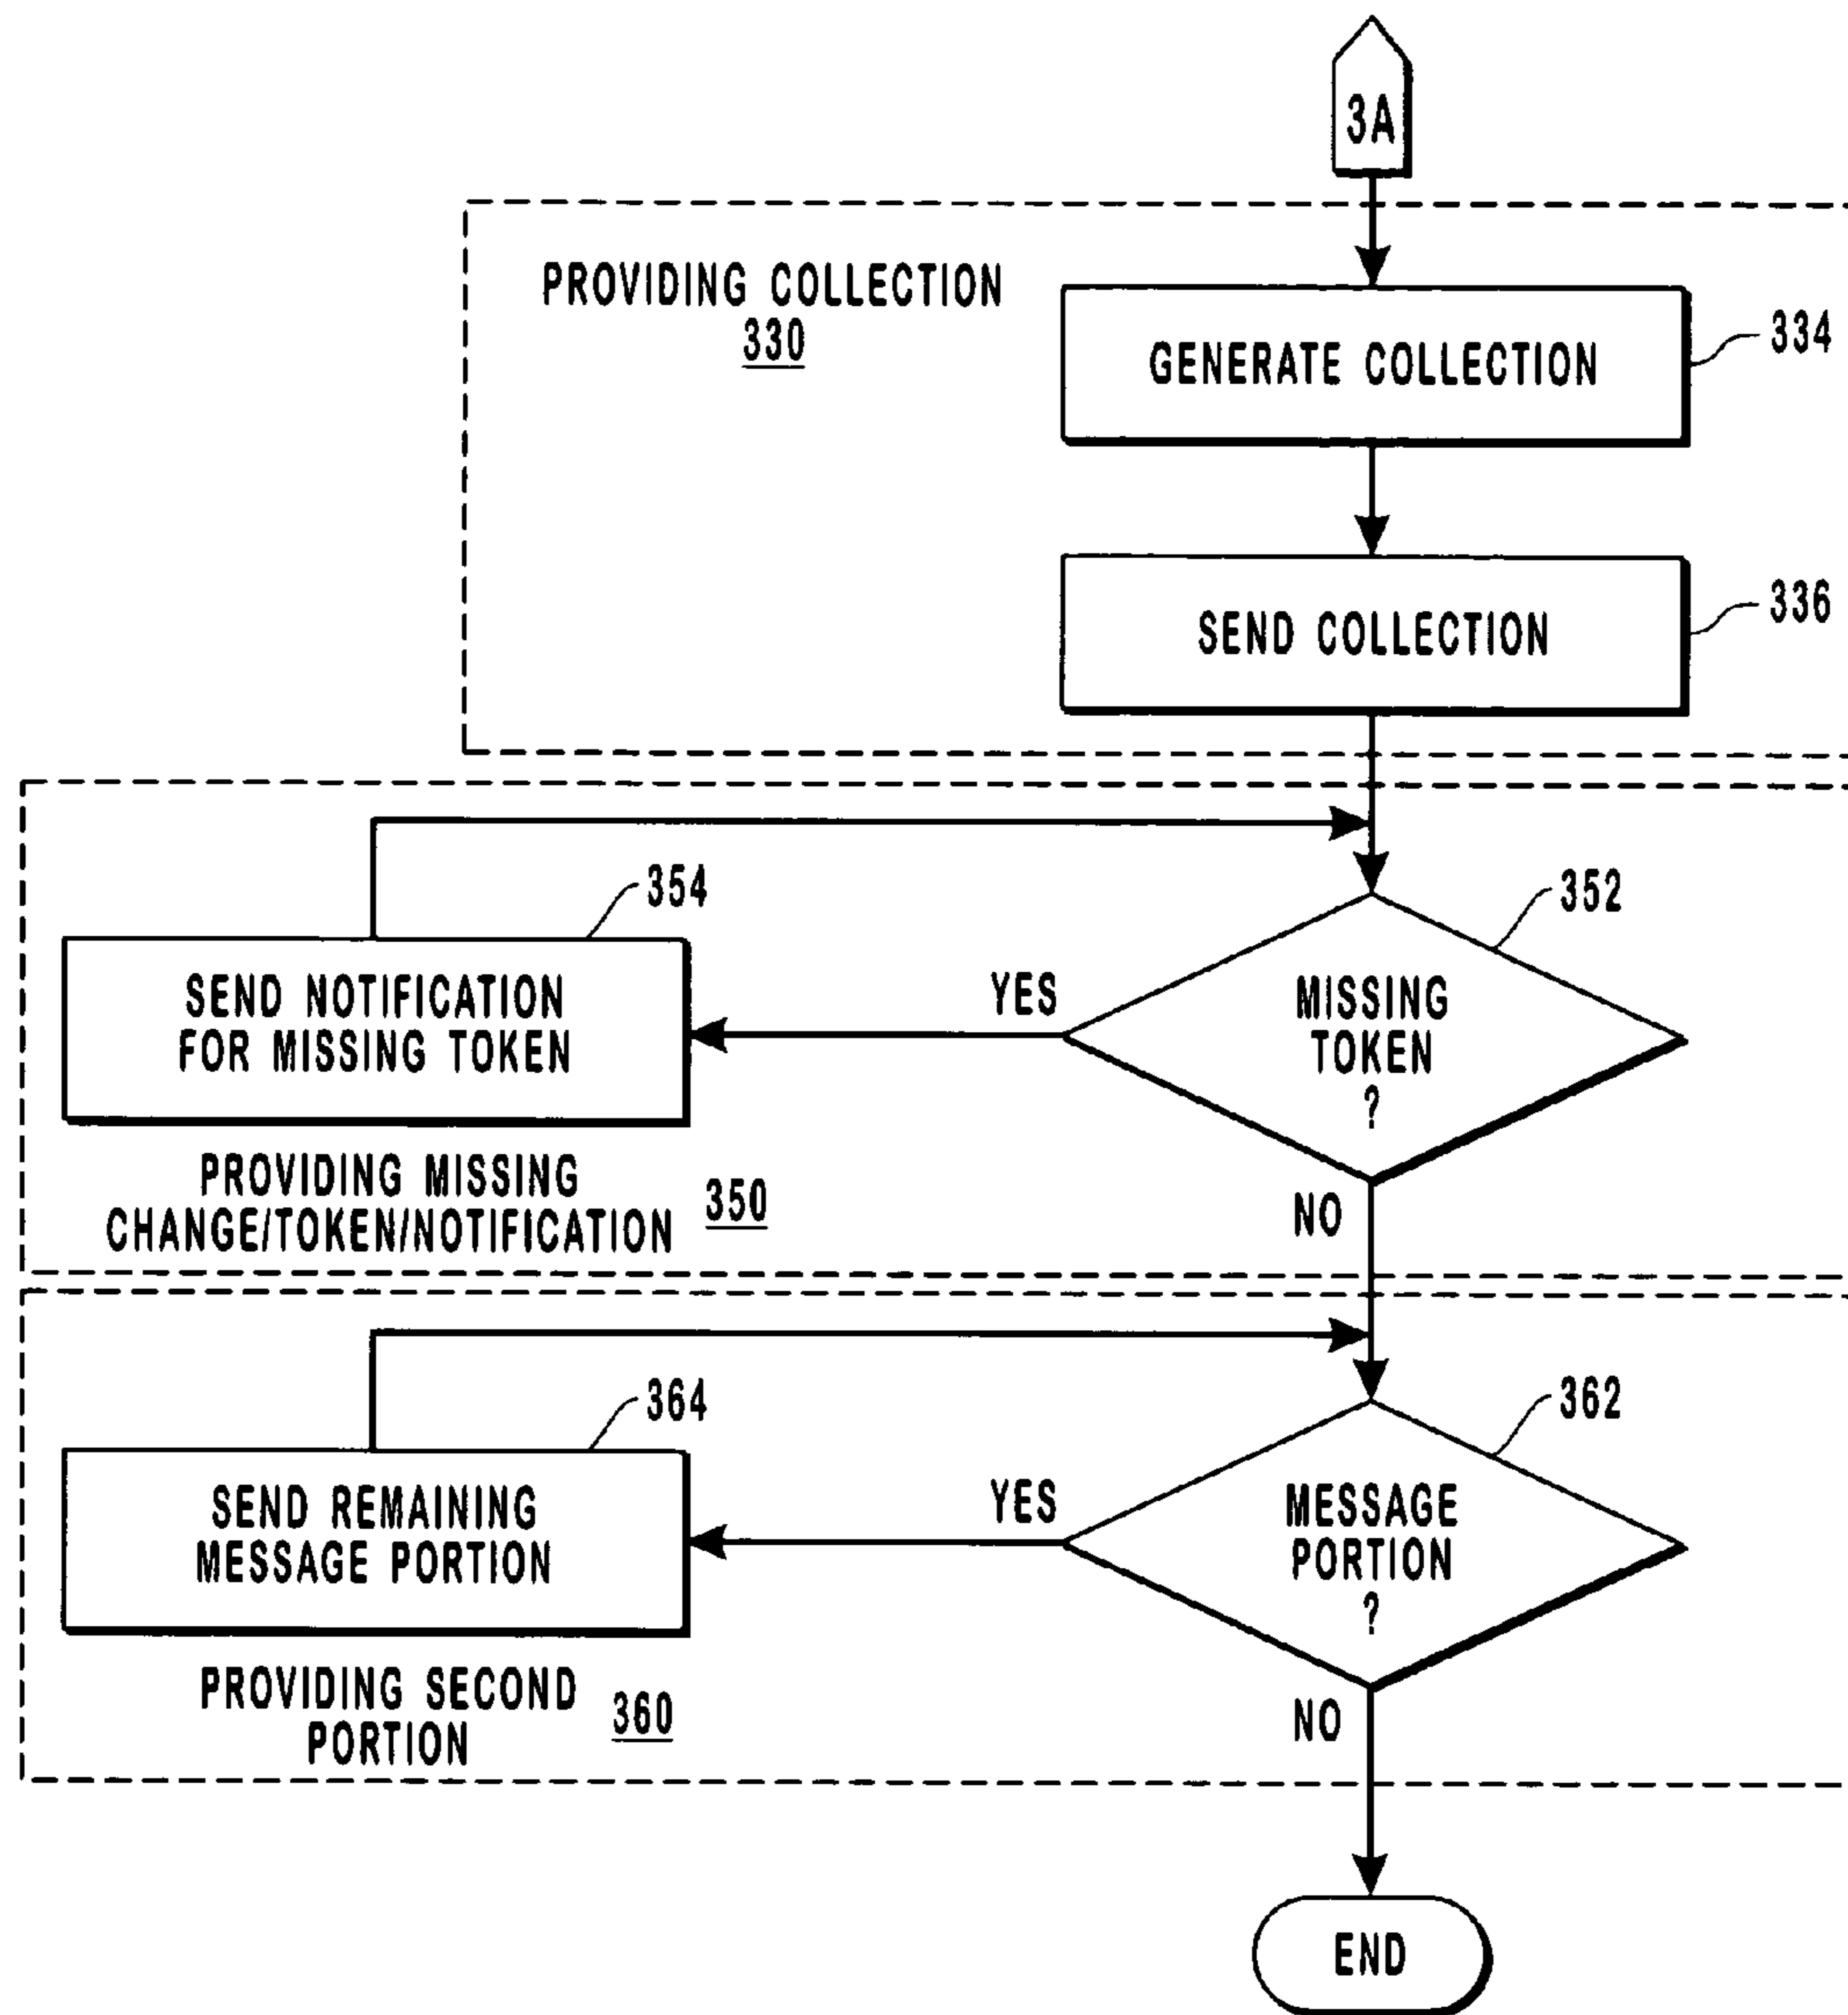 3A
PROVIDING COLLECTION
330
GENERATE COLLECTION
334
SEND COLLECTION
336
354
352
SEND NOTIFICATION
FOR MISSING TOKEN
YES
MISSING
TOKEN
?
PROVIDING MISSING
CHANGE/TOKEN/NOTIFICATION
350
NO
364
362
SEND REMAINING
MESSAGE PORTION
YES
MESSAGE
PORTION
?
PROVIDING SECOND
PORTION
360
NO
END